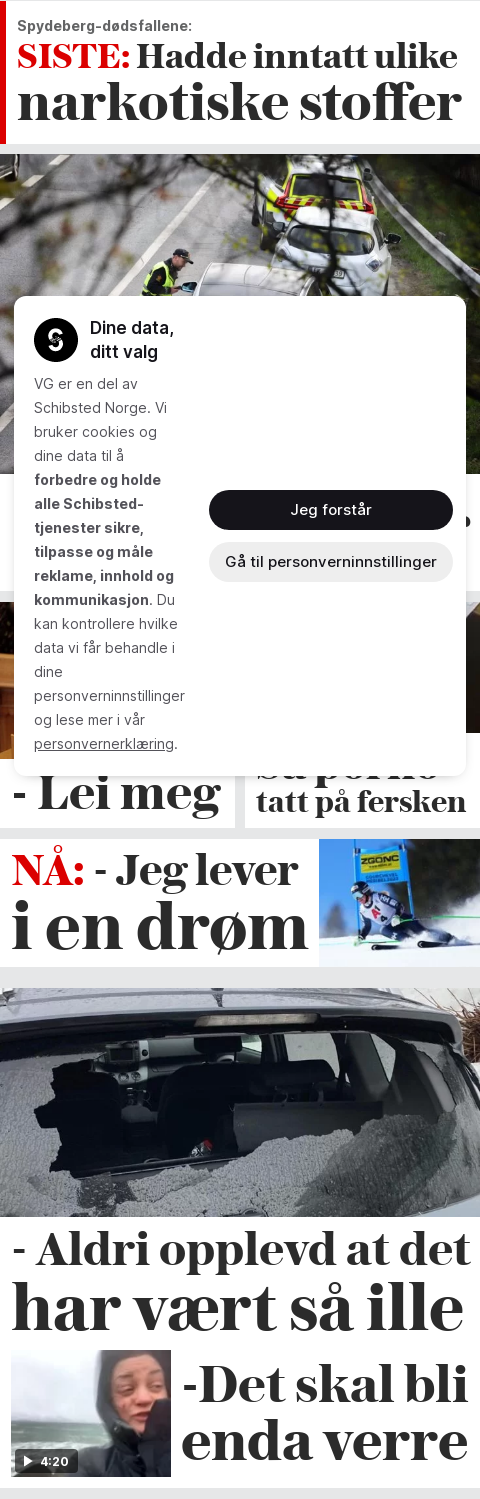 Spydeberg-dødsfallene:
SISTE: Hadde inntatt ulike
narkotiske stoffer
Dine data,
ditt valg
VG er en del av
Schibsted Norge. Vi
bruker cookies og
dine data til å
forbedre og holde
alle Schibsted-
tjenester sikre,
tilpasse og måle
reklame, innhold og
kommunikasjon. Du
kan kontrollere hvilke
data vi får behandle i
dine
personverninnstillinger
og lese mer i vår
personvernerklæring.
Jeg forstår
Gå til personverninnstillinger
- Lei meg
tatt på fersken
NÅ: - Jeg lever
i en drøm
- Aldri opplevd at det
har vært så ille
4:20
-Det skal bli
enda verre